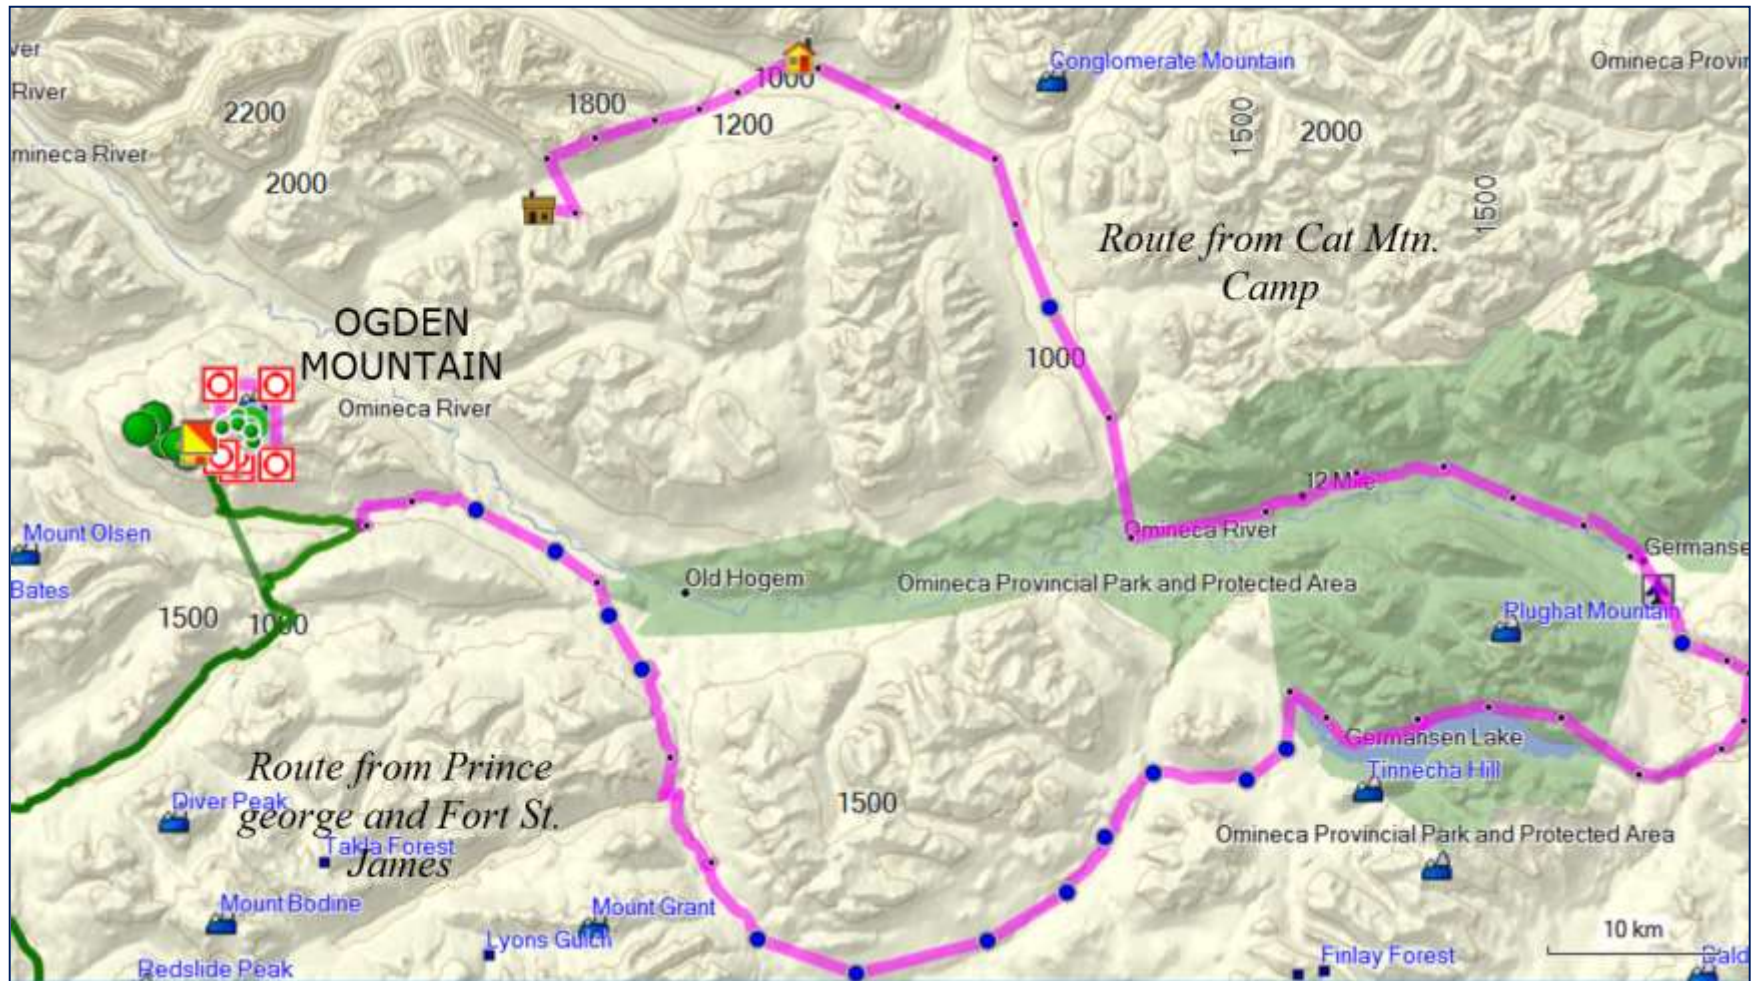 ver
Conglomerate Mountain
Omineca Provin
River
1000
2200
1800
1200
1500
2000
mineca River
2000
1500
Route from Cat Mtn.
Camp
OGDEN
MOUNTAIN
1000
Omineca River
12 Mile
Mount Olsen
Omineca River
Germanse
Old Hogem
Omineca Provincial Park and Protected Area
Bates
Plughat Mountain
1500
1000
Germansen Lake
Route from Prince
george and Fort St.
James
Tinnecha Hill
Diver Peak
1500
Omineca Provincial Park and Protected Area
Takla Forest
Mount Bodine
Mount Grant
10 km
Lyons Gulch
Finlay Forest
Bald
Redslide Peak